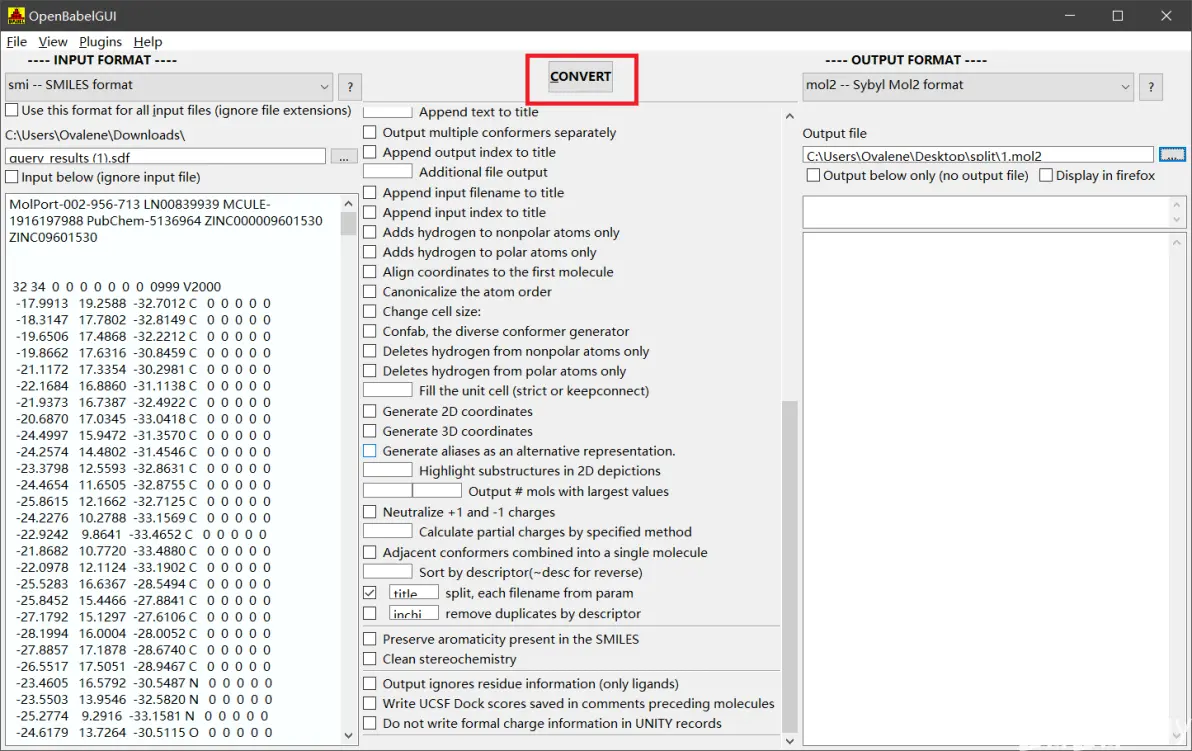 OpenBabelGUI
File View Plugins Help
---- INPUT FORMAT ----
smi -- SMILES format
?
Use this format for all input files (ignore file extensions)
C:\Users\Ovalene\Downloads\
query_results (1).sdf
...
Input below (ignore input file)
MolPort-002-956-713 LN00839939 MCULE-
1916197988 PubChem-5136964 ZINC000009601530
ZINC09601530
32 34 0 0 0 0 0 0 0 0999 V2000
-17.9913 19.2588 -32.7012 C 0 0 0 0 0
-18.3147 17.7802 -32.8149 C 0 0 0 0 0
-19.6506 17.4868 -32.2212 C 0 0 0 0 0
-19.8662 17.6316 -30.8459 C 0 0 0 0 0
-21.1172 17.3354 -30.2981 C 0 0 0 0 0
-22.1684 16.8860 -31.1138 C 0 0 0 0 0
-21.9373 16.7387 -32.4922 C 0 0 0 0 0
-20.6870 17.0345 -33.0418 C 0 0 0 0 0
-24.4997 15.9472 -31.3570 C 0 0 0 0 0
-24.2574 14.4802 -31.4546 C 0 0 0 0 0
-23.3798 12.5593 -32.8631 C 0 0 0 0 0
-24.4654 11.6505 -32.8755 C 0 0 0 0 0
-25.8615 12.1662 -32.7125 C 0 0 0 0 0
-24.2276 10.2788 -33.1569 C 0 0 0 0 0
-22.9242 9.8641 -33.4652 C 0 0 0 0 0
-21.8682 10.7720 -33.4880 C 0 0 0 0 0
-22.0978 12.1124 -33.1902 C 0 0 0 0 0
-25.5283 16.6367 -28.5494 C 0 0 0 0 0
-25.8452 15.4466 -27.8841 C 0 0 0 0 0
-27.1792 15.1297 -27.6106 C 0 0 0 0 0
-28.1994 16.0004 -28.0052 C 0 0 0 0 0
-27.8857 17.1878 -28.6740 C 0 0 0 0 0
-26.5517 17.5051 -28.9467 C 0 0 0 0 0
-23.4605 16.5792 -30.5487 N 0 0 0 0 0
-23.5503 13.9546 -32.5820 N 0 0 0 0 0
-25.2774 9.2916 -33.1581 N 0 0 0 0 0
-24.6179 13.7264 -30.5115 O 0 0 0 0 0
CONVERT
Append text to title
Output multiple conformers separately
Append output index to title
Additional file output
Append input filename to title
Append input index to title
Adds hydrogen to nonpolar atoms only
Adds hydrogen to polar atoms only
Align coordinates to the first molecule
Canonicalize the atom order
Change cell size:
Confab, the diverse conformer generator
Deletes hydrogen from nonpolar atoms only
Deletes hydrogen from polar atoms only
Fill the unit cell (strict or keepconnect)
Generate 2D coordinates
Generate 3D coordinates
Generate aliases as an alternative representation.
Highlight substructures in 2D depictions
Output # mols with largest values
Neutralize +1 and -1 charges
Calculate partial charges by specified method
Adjacent conformers combined into a single molecule
Sort by descriptor(~desc for reverse)
title split, each filename from param
inchi remove duplicates by descriptor
Preserve aromaticity present in the SMILES
Clean stereochemistry
Output ignores residue information (only ligands)
Write UCSF Dock scores saved in comments preceding molecules
Do not write formal charge information in UNITY records
---- OUTPUT FORMAT ----
mol2 -- Sybyl Mol2 format
?
Output file
C:\Users\Ovalene\Desktop\split\1.mol2
...
Output below only (no output file) Display in firefox